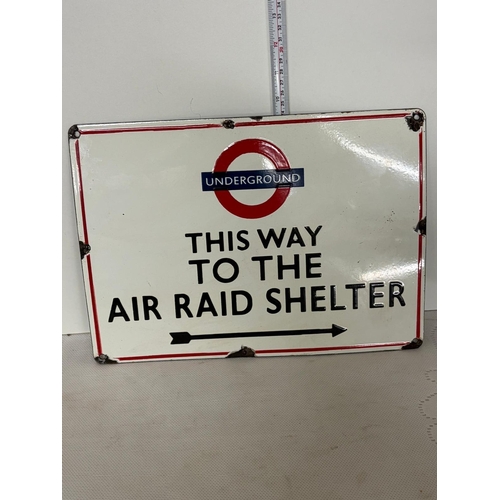 UNDERGROUND
THIS WAY
TO THE
AIR RAID SHELTER